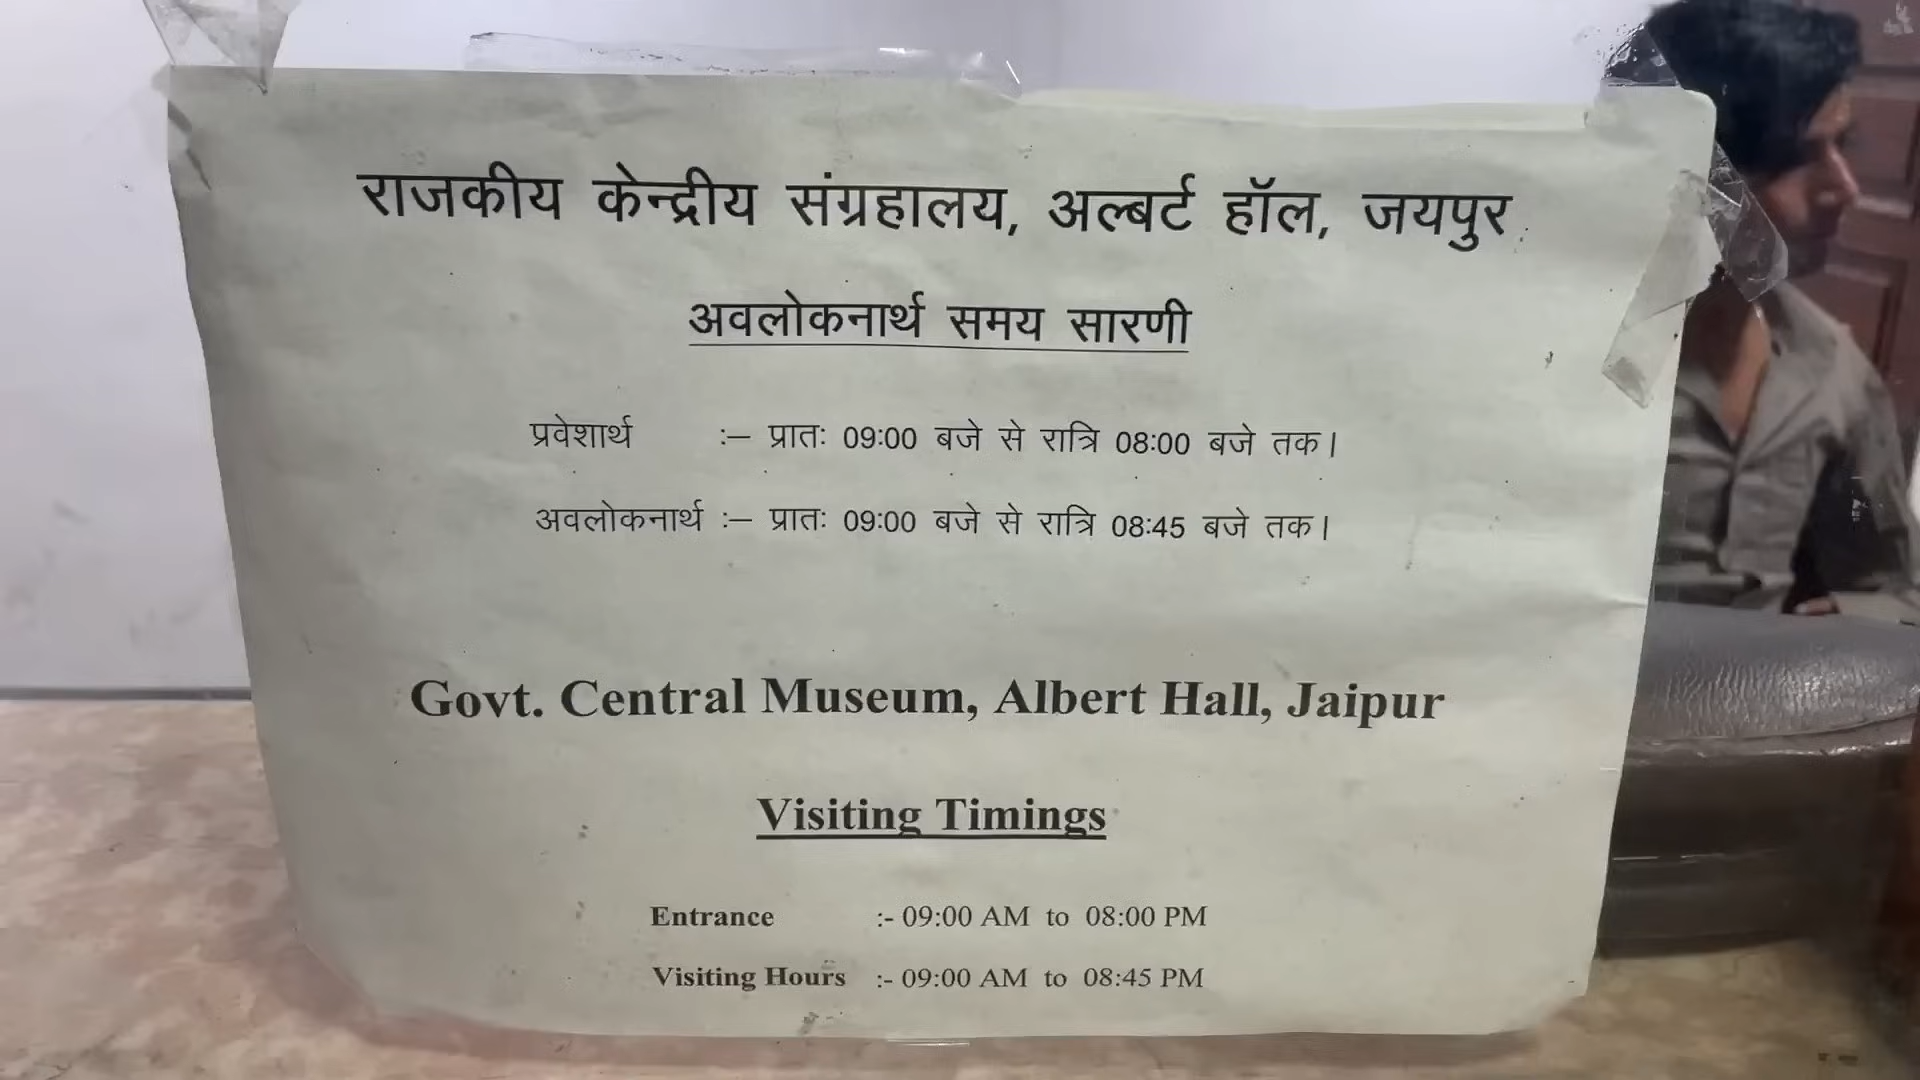 राजकीय केन्द्रीय संग्रहालय, अल्बर्ट हॉल, जयपुर
अवलोकनार्थ समय सारणी
प्रवेशार्थ :– प्रातः 09:00 बजे से रात्रि 08:00 बजे तक।
अवलोकनार्थ :– प्रातः 09:00 बजे से रात्रि 08:45 बजे तक।
Govt. Central Museum, Albert Hall, Jaipur
Visiting Timings
Entrance :- 09:00 AM to 08:00 PM
Visiting Hours :- 09:00 AM to 08:45 PM